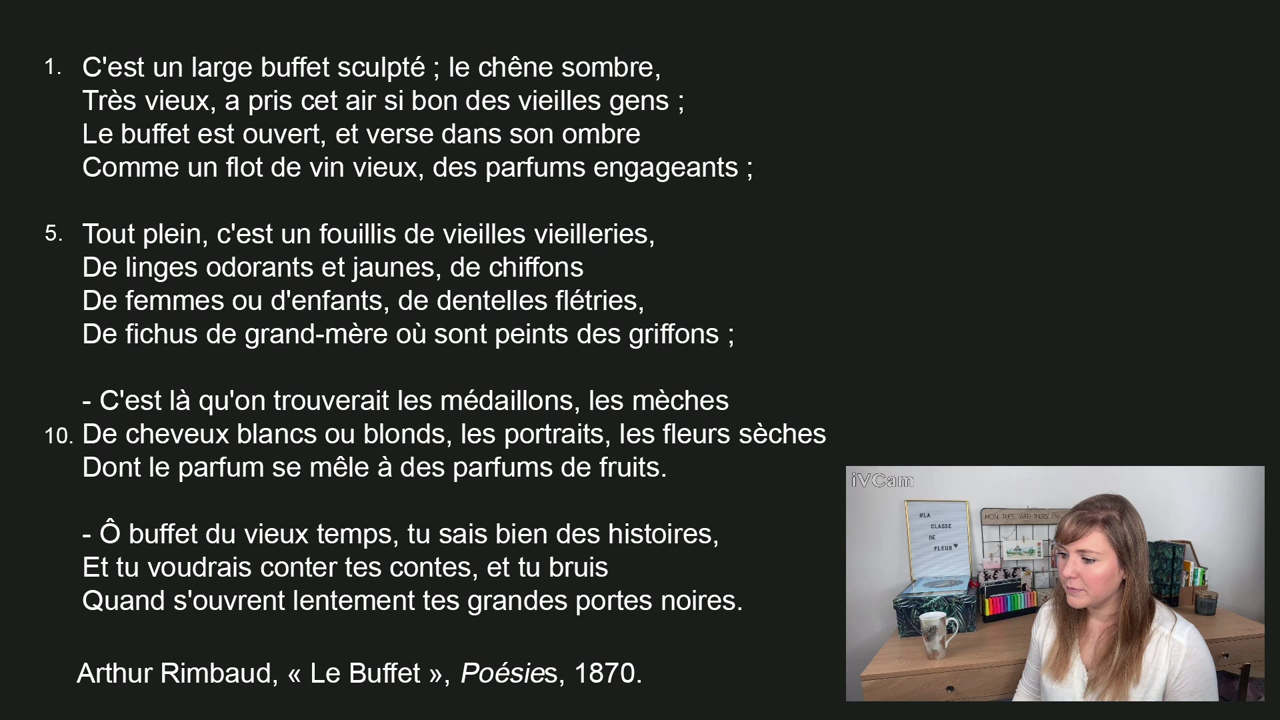 1. C'est un large buffet sculpté ; le chêne sombre,
Très vieux, a pris cet air si bon des vieilles gens ;
Le buffet est ouvert, et verse dans son ombre
Comme un flot de vin vieux, des parfums engageants ;
5. Tout plein, c'est un fouillis de vieilles vieilleries,
De linges odorants et jaunes, de chiffons
De femmes ou d'enfants, de dentelles flétries,
De fichus de grand-mère où sont peints des griffons ;
- C'est là qu'on trouverait les médaillons, les mèches
10. De cheveux blancs ou blonds, les portraits, les fleurs sèches
Dont le parfum se mêle à des parfums de fruits.
- Ô buffet du vieux temps, tu sais bien des histoires,
Et tu voudrais conter tes contes, et tu bruis
Quand s'ouvrent lentement tes grandes portes noires.
Arthur Rimbaud, « Le Buffet », Poésies, 1870.
iVCam
#LA
CLASSE
DE
FLEUR